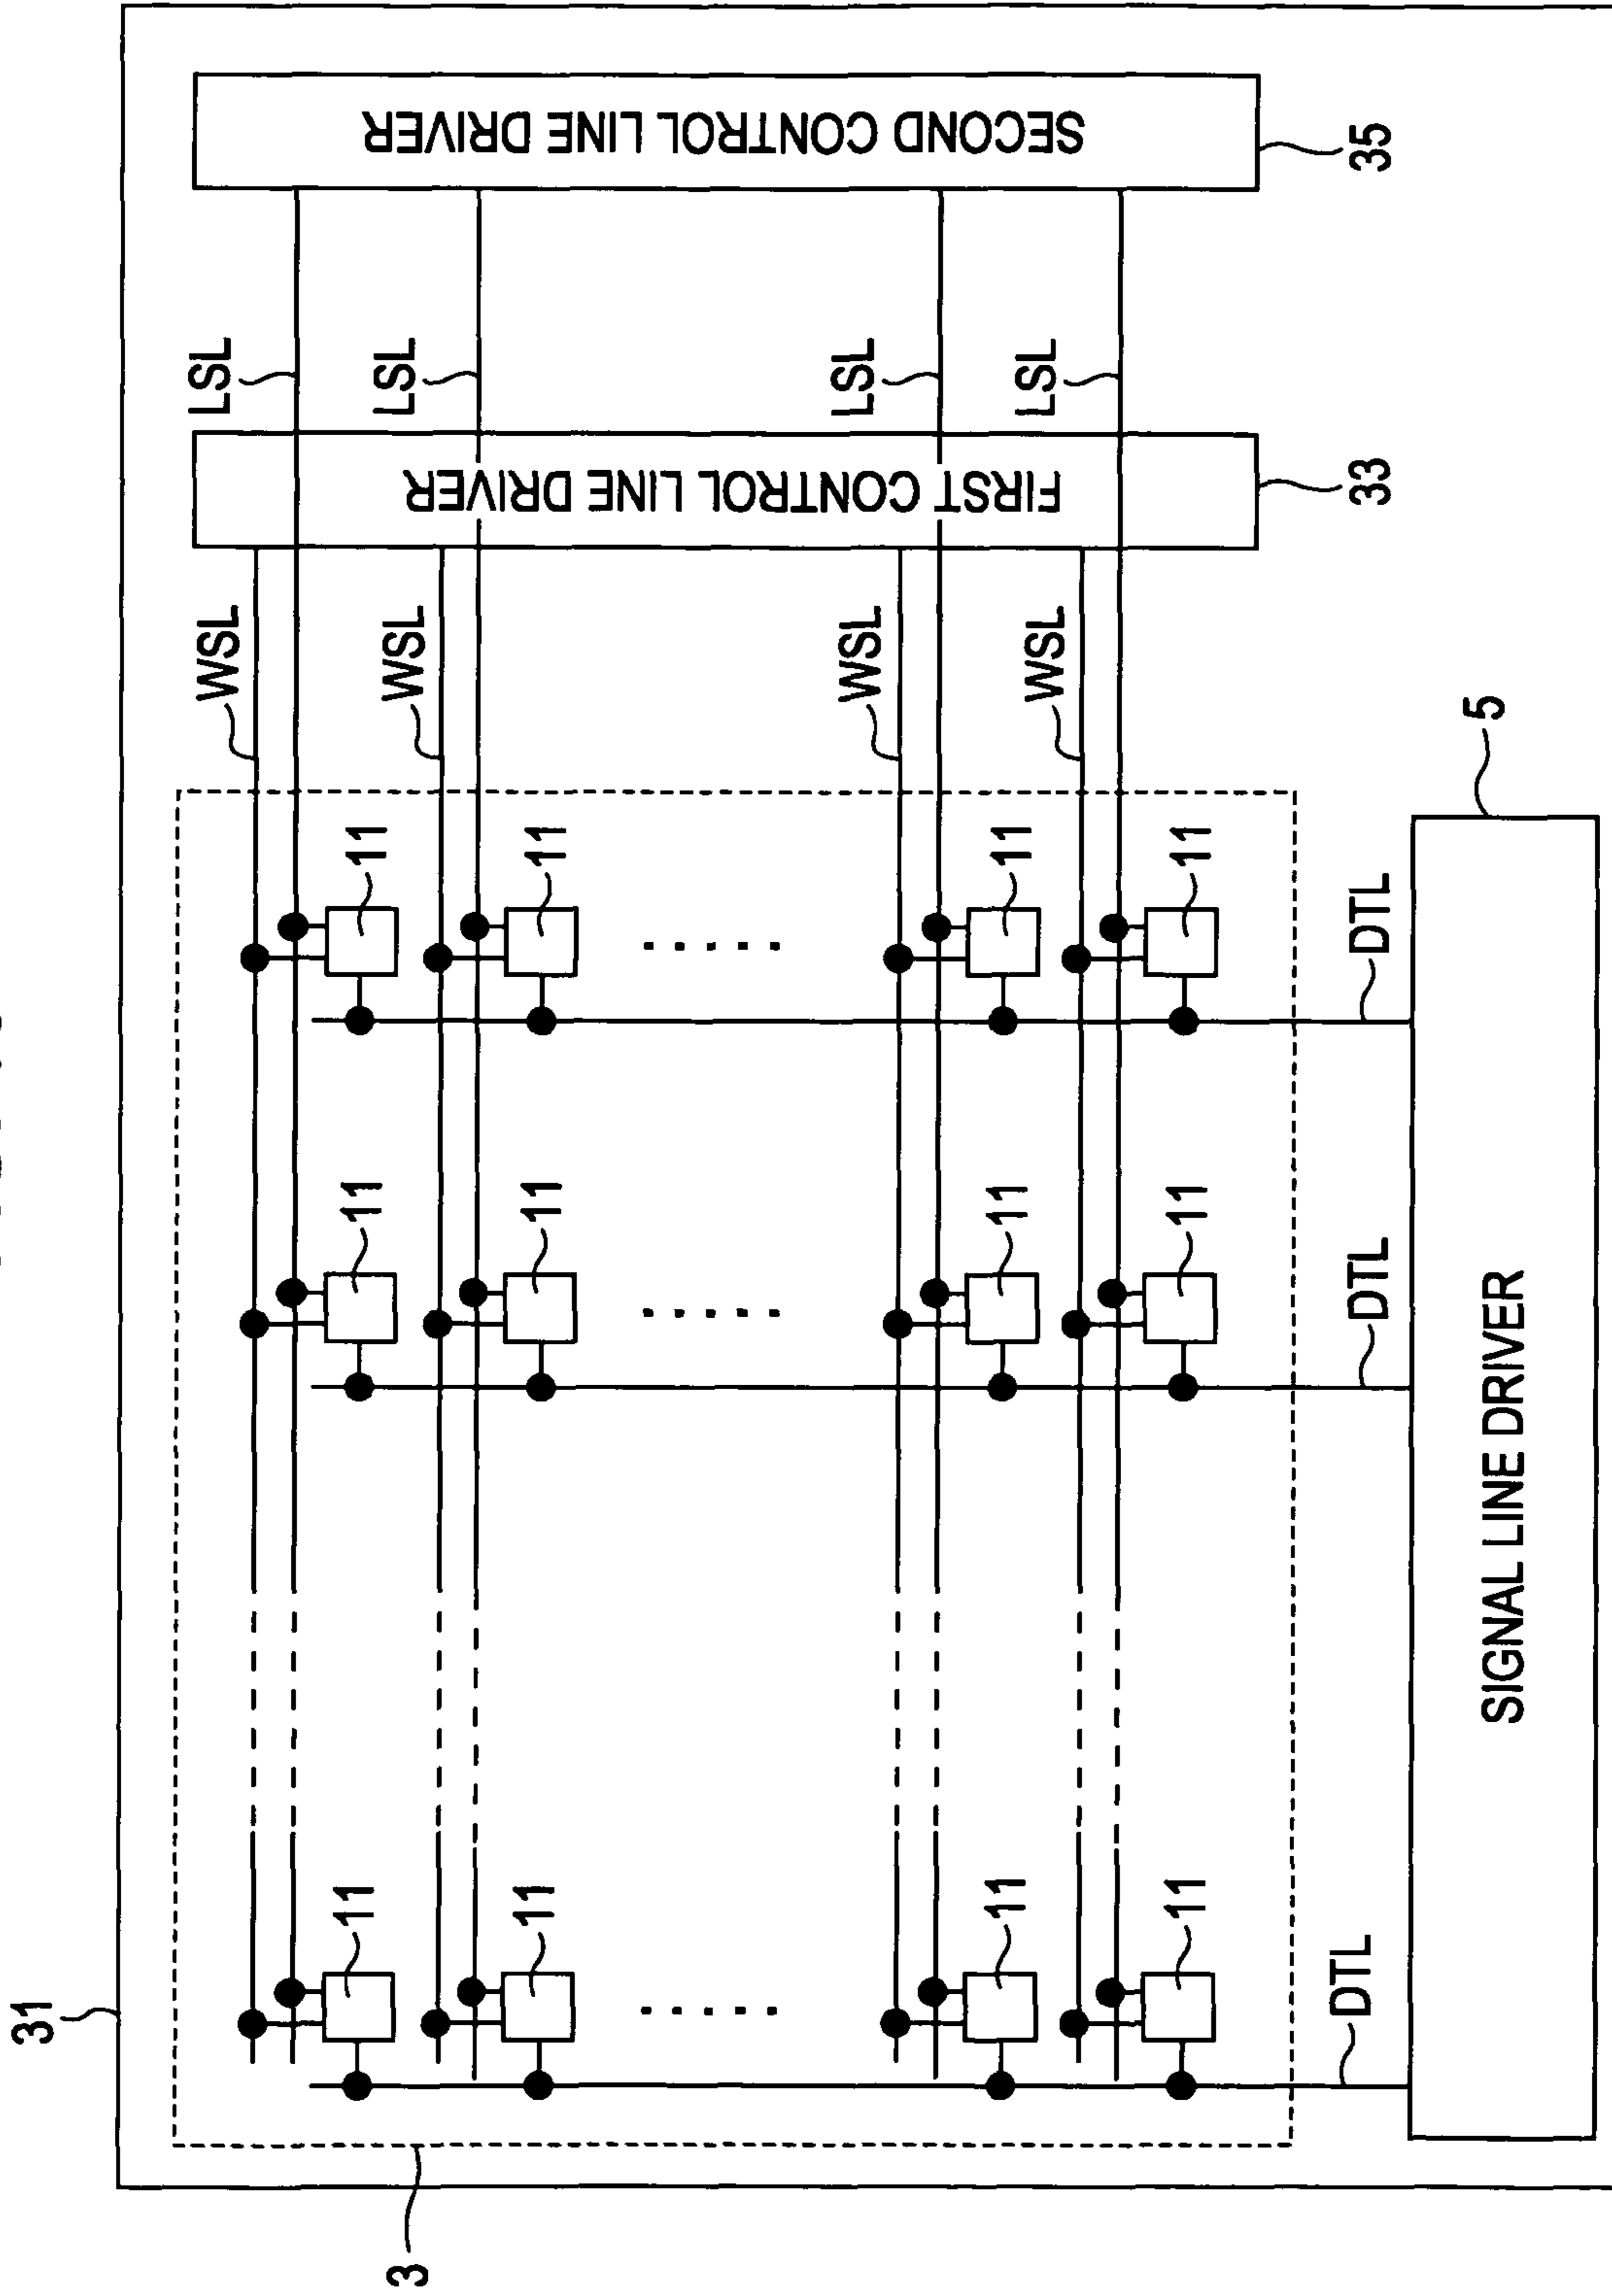 31
WSL
LSL
11
11
11
3
WSL
LSL
11
11
11
FIRST CONTROL LINE DRIVER
SECOND CONTROL LINE DRIVER
WSL
LSL
11
11
11
WSL
LSL
11
11
11
DTL
DTL
DTL
33
35
5
SIGNAL LINE DRIVER